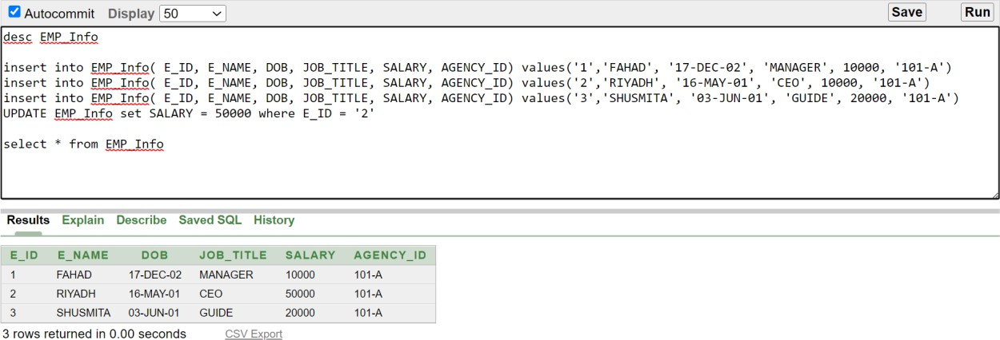 Autocommit Display 50 Save Run
desc EMP_Info
insert into EMP_Info( E_ID, E_NAME, DOB, JOB_TITLE, SALARY, AGENCY_ID) values('1','FAHAD', '17-DEC-02', 'MANAGER', 10000, '101-A')
insert into EMP_Info( E_ID, E_NAME, DOB, JOB_TITLE, SALARY, AGENCY_ID) values('2','RIYADH', '16-MAY-01', 'CEO', 10000, '101-A')
insert into EMP_Info( E_ID, E_NAME, DOB, JOB_TITLE, SALARY, AGENCY_ID) values('3','SHUSMITA', '03-JUN-01', 'GUIDE', 20000, '101-A')
UPDATE EMP_Info set SALARY = 50000 where E_ID = '2'
select * from EMP_Info
Results Explain Describe Saved SQL History
E_ID E_NAME DOB JOB_TITLE SALARY AGENCY_ID
1 FAHAD 17-DEC-02 MANAGER 10000 101-A
2 RIYADH 16-MAY-01 CEO 50000 101-A
3 SHUSMITA 03-JUN-01 GUIDE 20000 101-A
3 rows returned in 0.00 seconds CSV Export